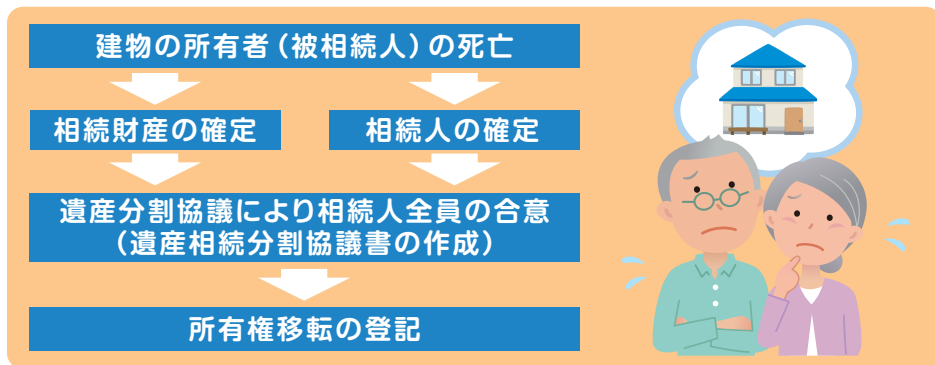 建物の所有者（被相続人）の死亡
相続財産の確定
相続人の確定
遺産分割協議により相続人全員の合意
（遺産相続分割協議書の作成）
所有権移転の登記